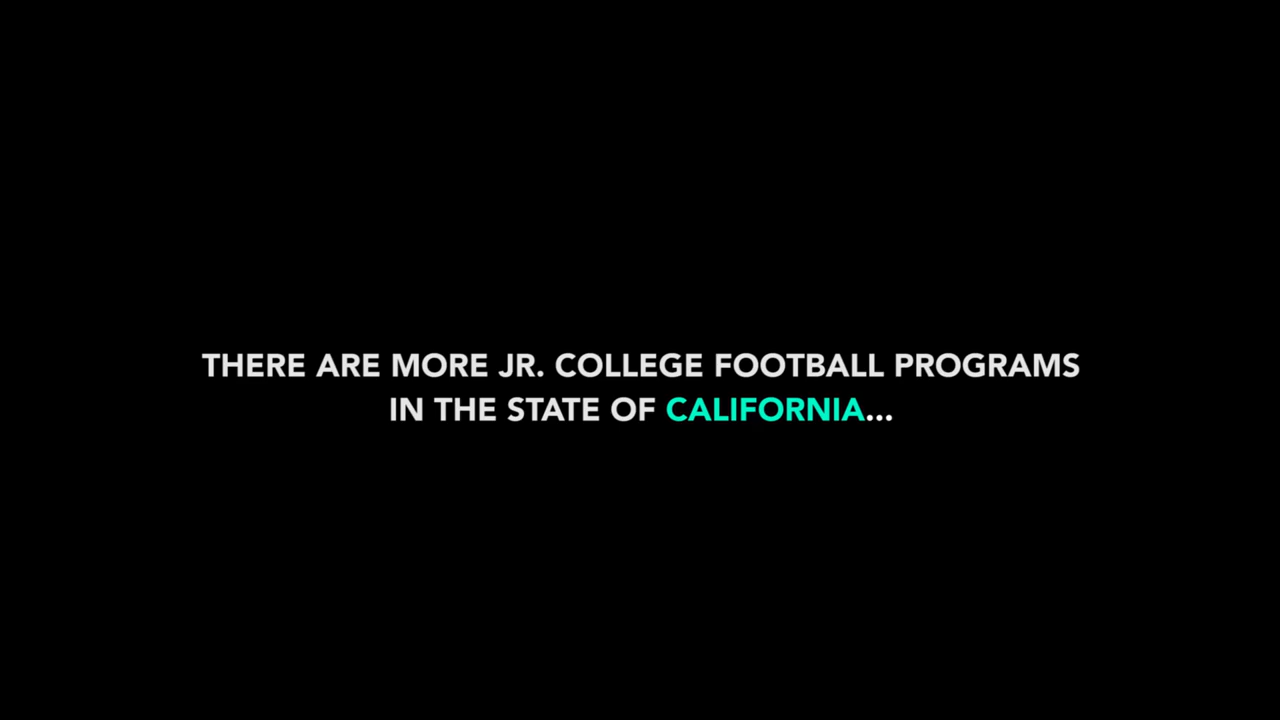 THERE ARE MORE JR. COLLEGE FOOTBALL PROGRAMS
IN THE STATE OF CALIFORNIA...